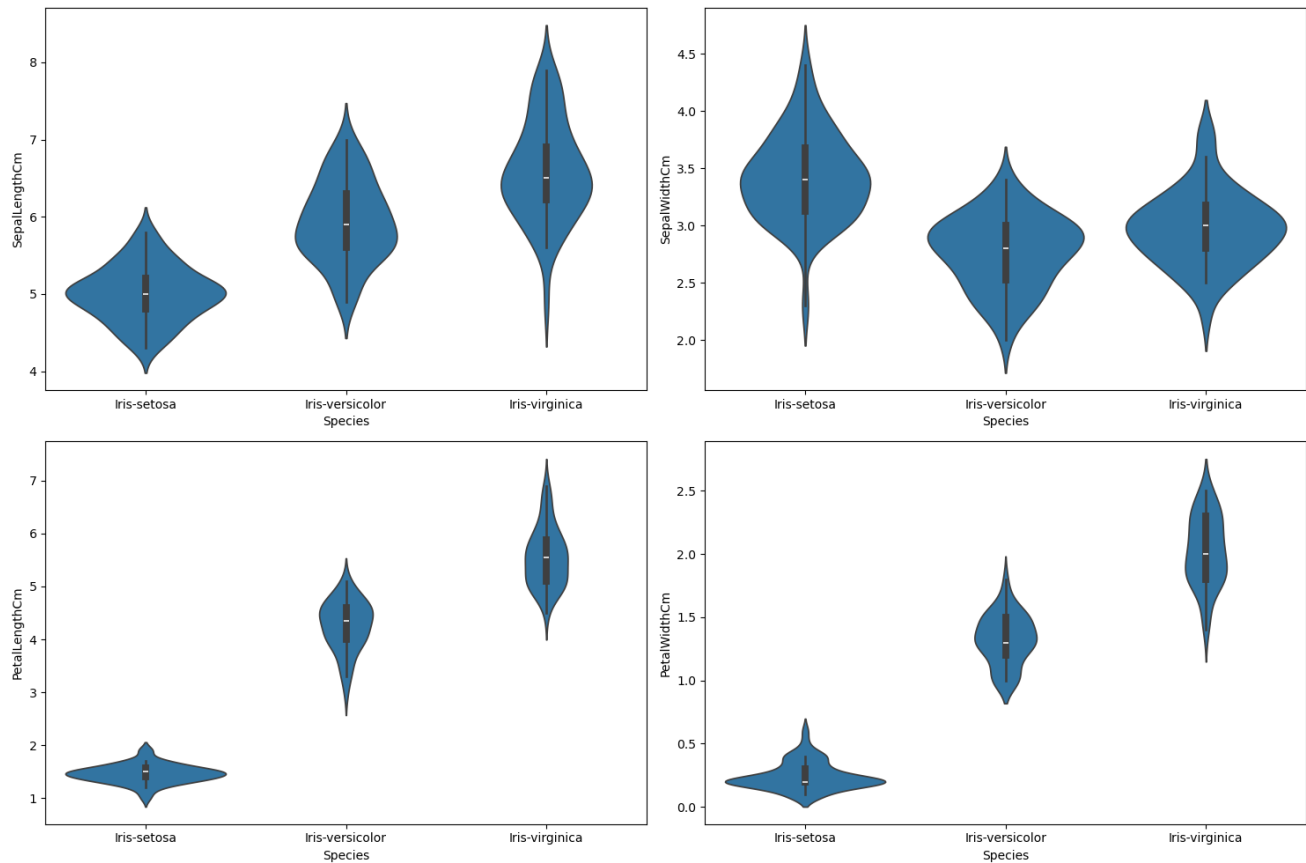 SepalLengthCm
8
7
6
5
4
Iris-setosa Iris-versicolor Iris-virginica
Species
SepalWidthCm
4.5
4.0
3.5
3.0
2.5
2.0
Iris-setosa Iris-versicolor Iris-virginica
Species
PetalLengthCm
7
6
5
4
3
2
1
Iris-setosa Iris-versicolor Iris-virginica
Species
PetalWidthCm
2.5
2.0
1.5
1.0
0.5
0.0
Iris-setosa Iris-versicolor Iris-virginica
Species